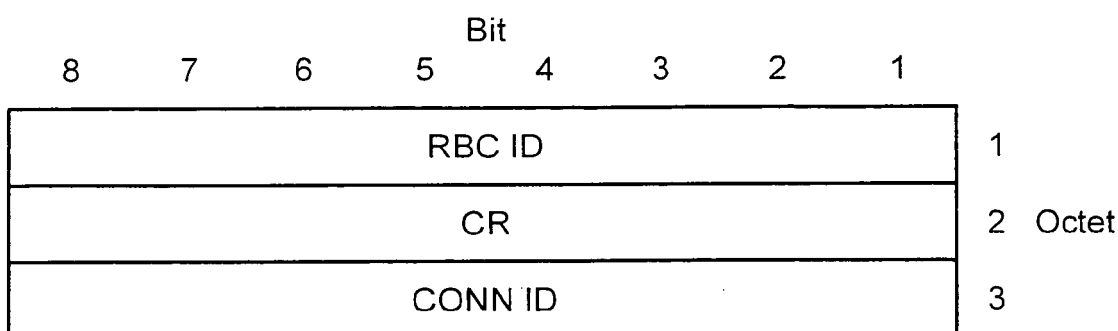 Bit
8 7 6 5 4 3 2 1
RBC ID 1
CR 2 Octet
CONN ID 3